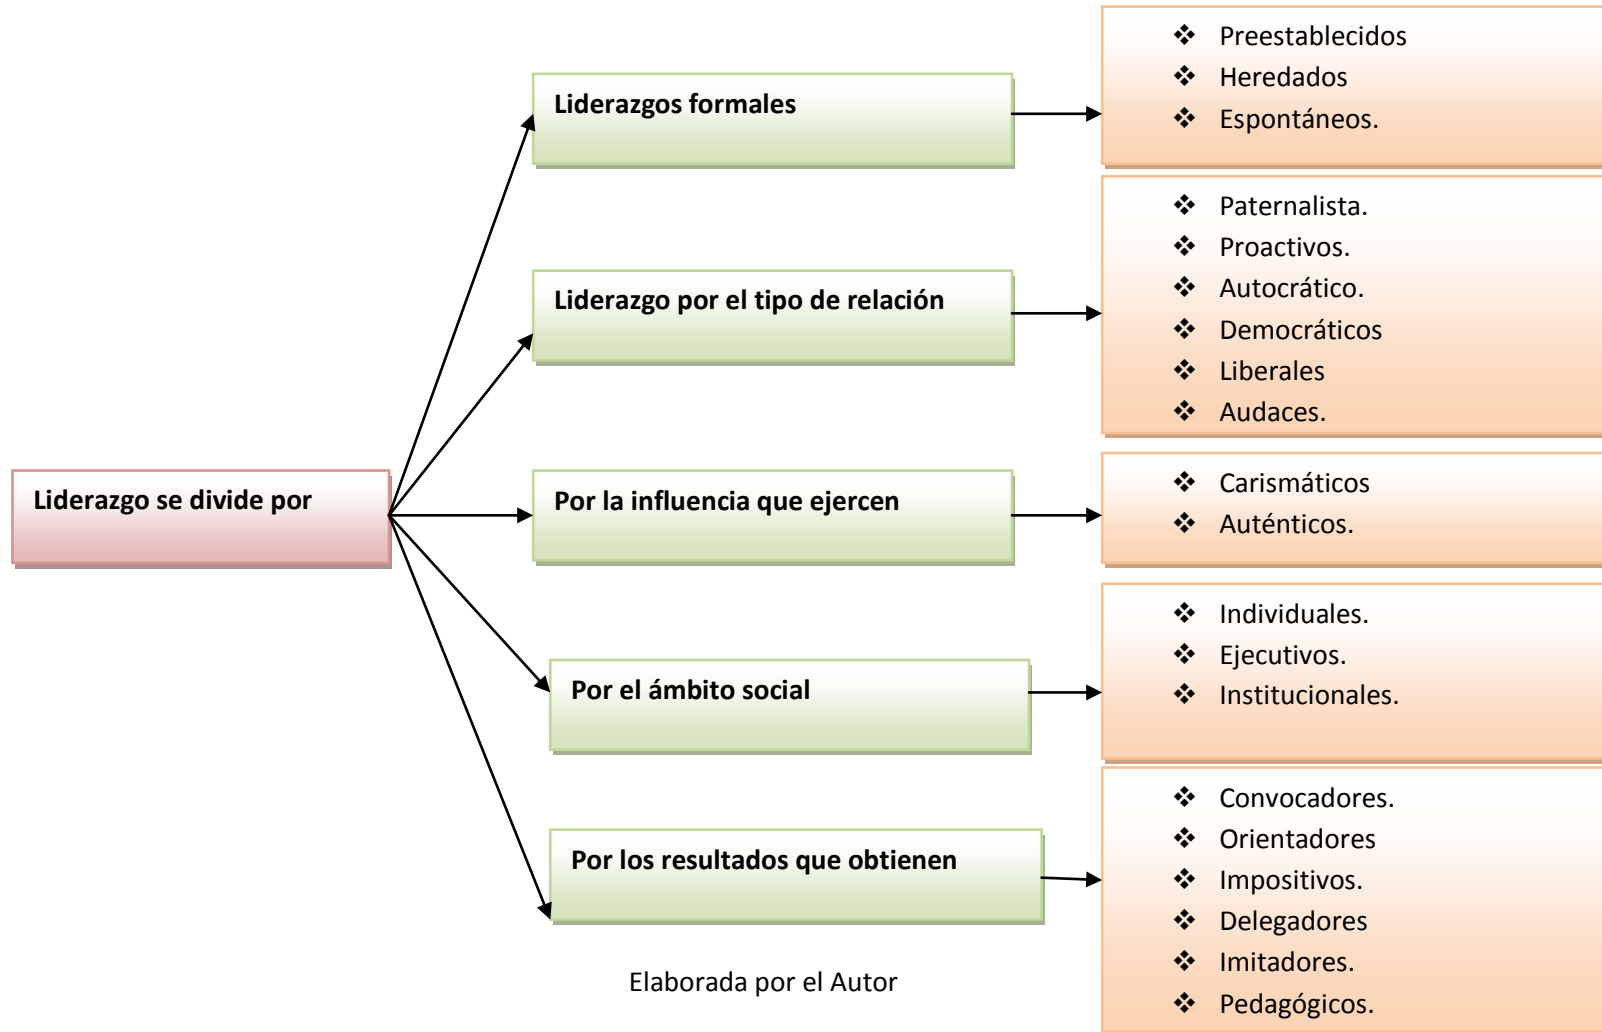 Liderazgo se divide por
Liderazgos formales
❖ Preestablecidos
❖ Heredados
❖ Espontáneos.
Liderazgo por el tipo de relación
❖ Paternalista.
❖ Proactivos.
❖ Autocrático.
❖ Democráticos
❖ Liberales
❖ Audaces.
Por la influencia que ejercen
❖ Carismáticos
❖ Auténticos.
Por el ámbito social
❖ Individuales.
❖ Ejecutivos.
❖ Institucionales.
Por los resultados que obtienen
❖ Convocadores.
❖ Orientadores
❖ Impositivos.
❖ Delegadores
❖ Imitadores.
❖ Pedagógicos.
Elaborada por el Autor